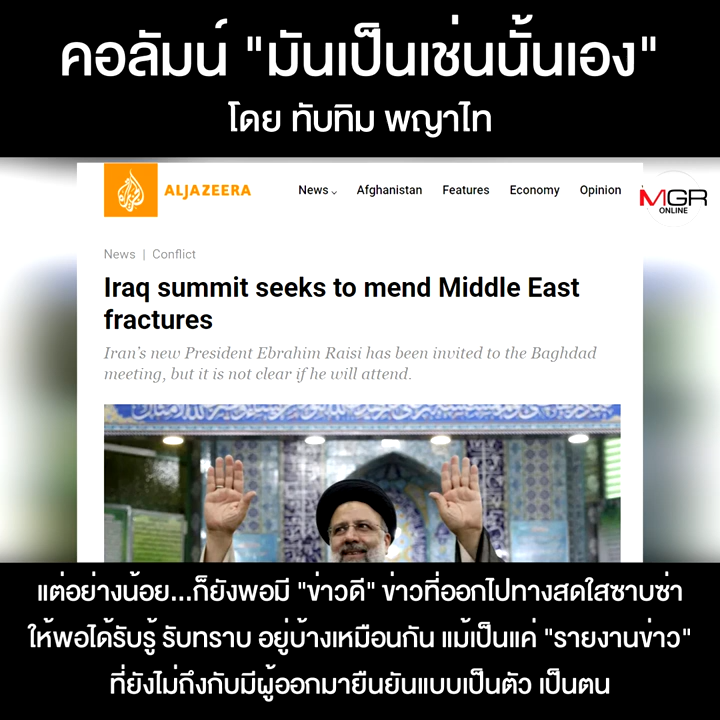 คอลัมน์ "มันเป็นเช่นนั้นเอง"
โดย ทับทิม พญาไท
ALJAZEERA
News Afghanistan Features Economy Opinion
MGR
ONLINE
News | Conflict
Iraq summit seeks to mend Middle East
fractures
Iran's new President Ebrahim Raisi has been invited to the Baghdad
meeting, but it is not clear if he will attend.
แต่อย่างน้อย...ก็ยังพอมี "ข่าวดี" ข่าวที่ออกไปทางสดใสซาบซ่า
ให้พอได้รับรู้ รับทราบ อยู่บ้างเหมือนกัน แม้เป็นแค่ "รายงานข่าว"
ที่ยังไม่ถึงกับมีผู้ออกมายืนยันแบบเป็นตัว เป็นตน